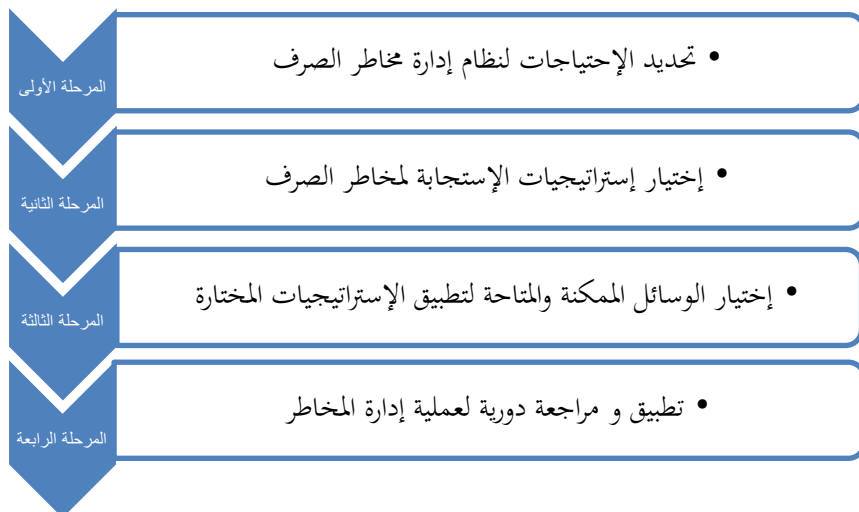 المرحلة الأولى
• تحديد الإحتياجات لنظام إدارة مخاطر الصرف
المرحلة الثانية
• إختيار إستراتيجيات الإستجابة لمخاطر الصرف
المرحلة الثالثة
• إختيار الوسائل الممكنة والمتاحة لتطبيق الإستراتيجيات المختارة
المرحلة الرابعة
• تطبيق و مراجعة دورية لعملية إدارة المخاطر